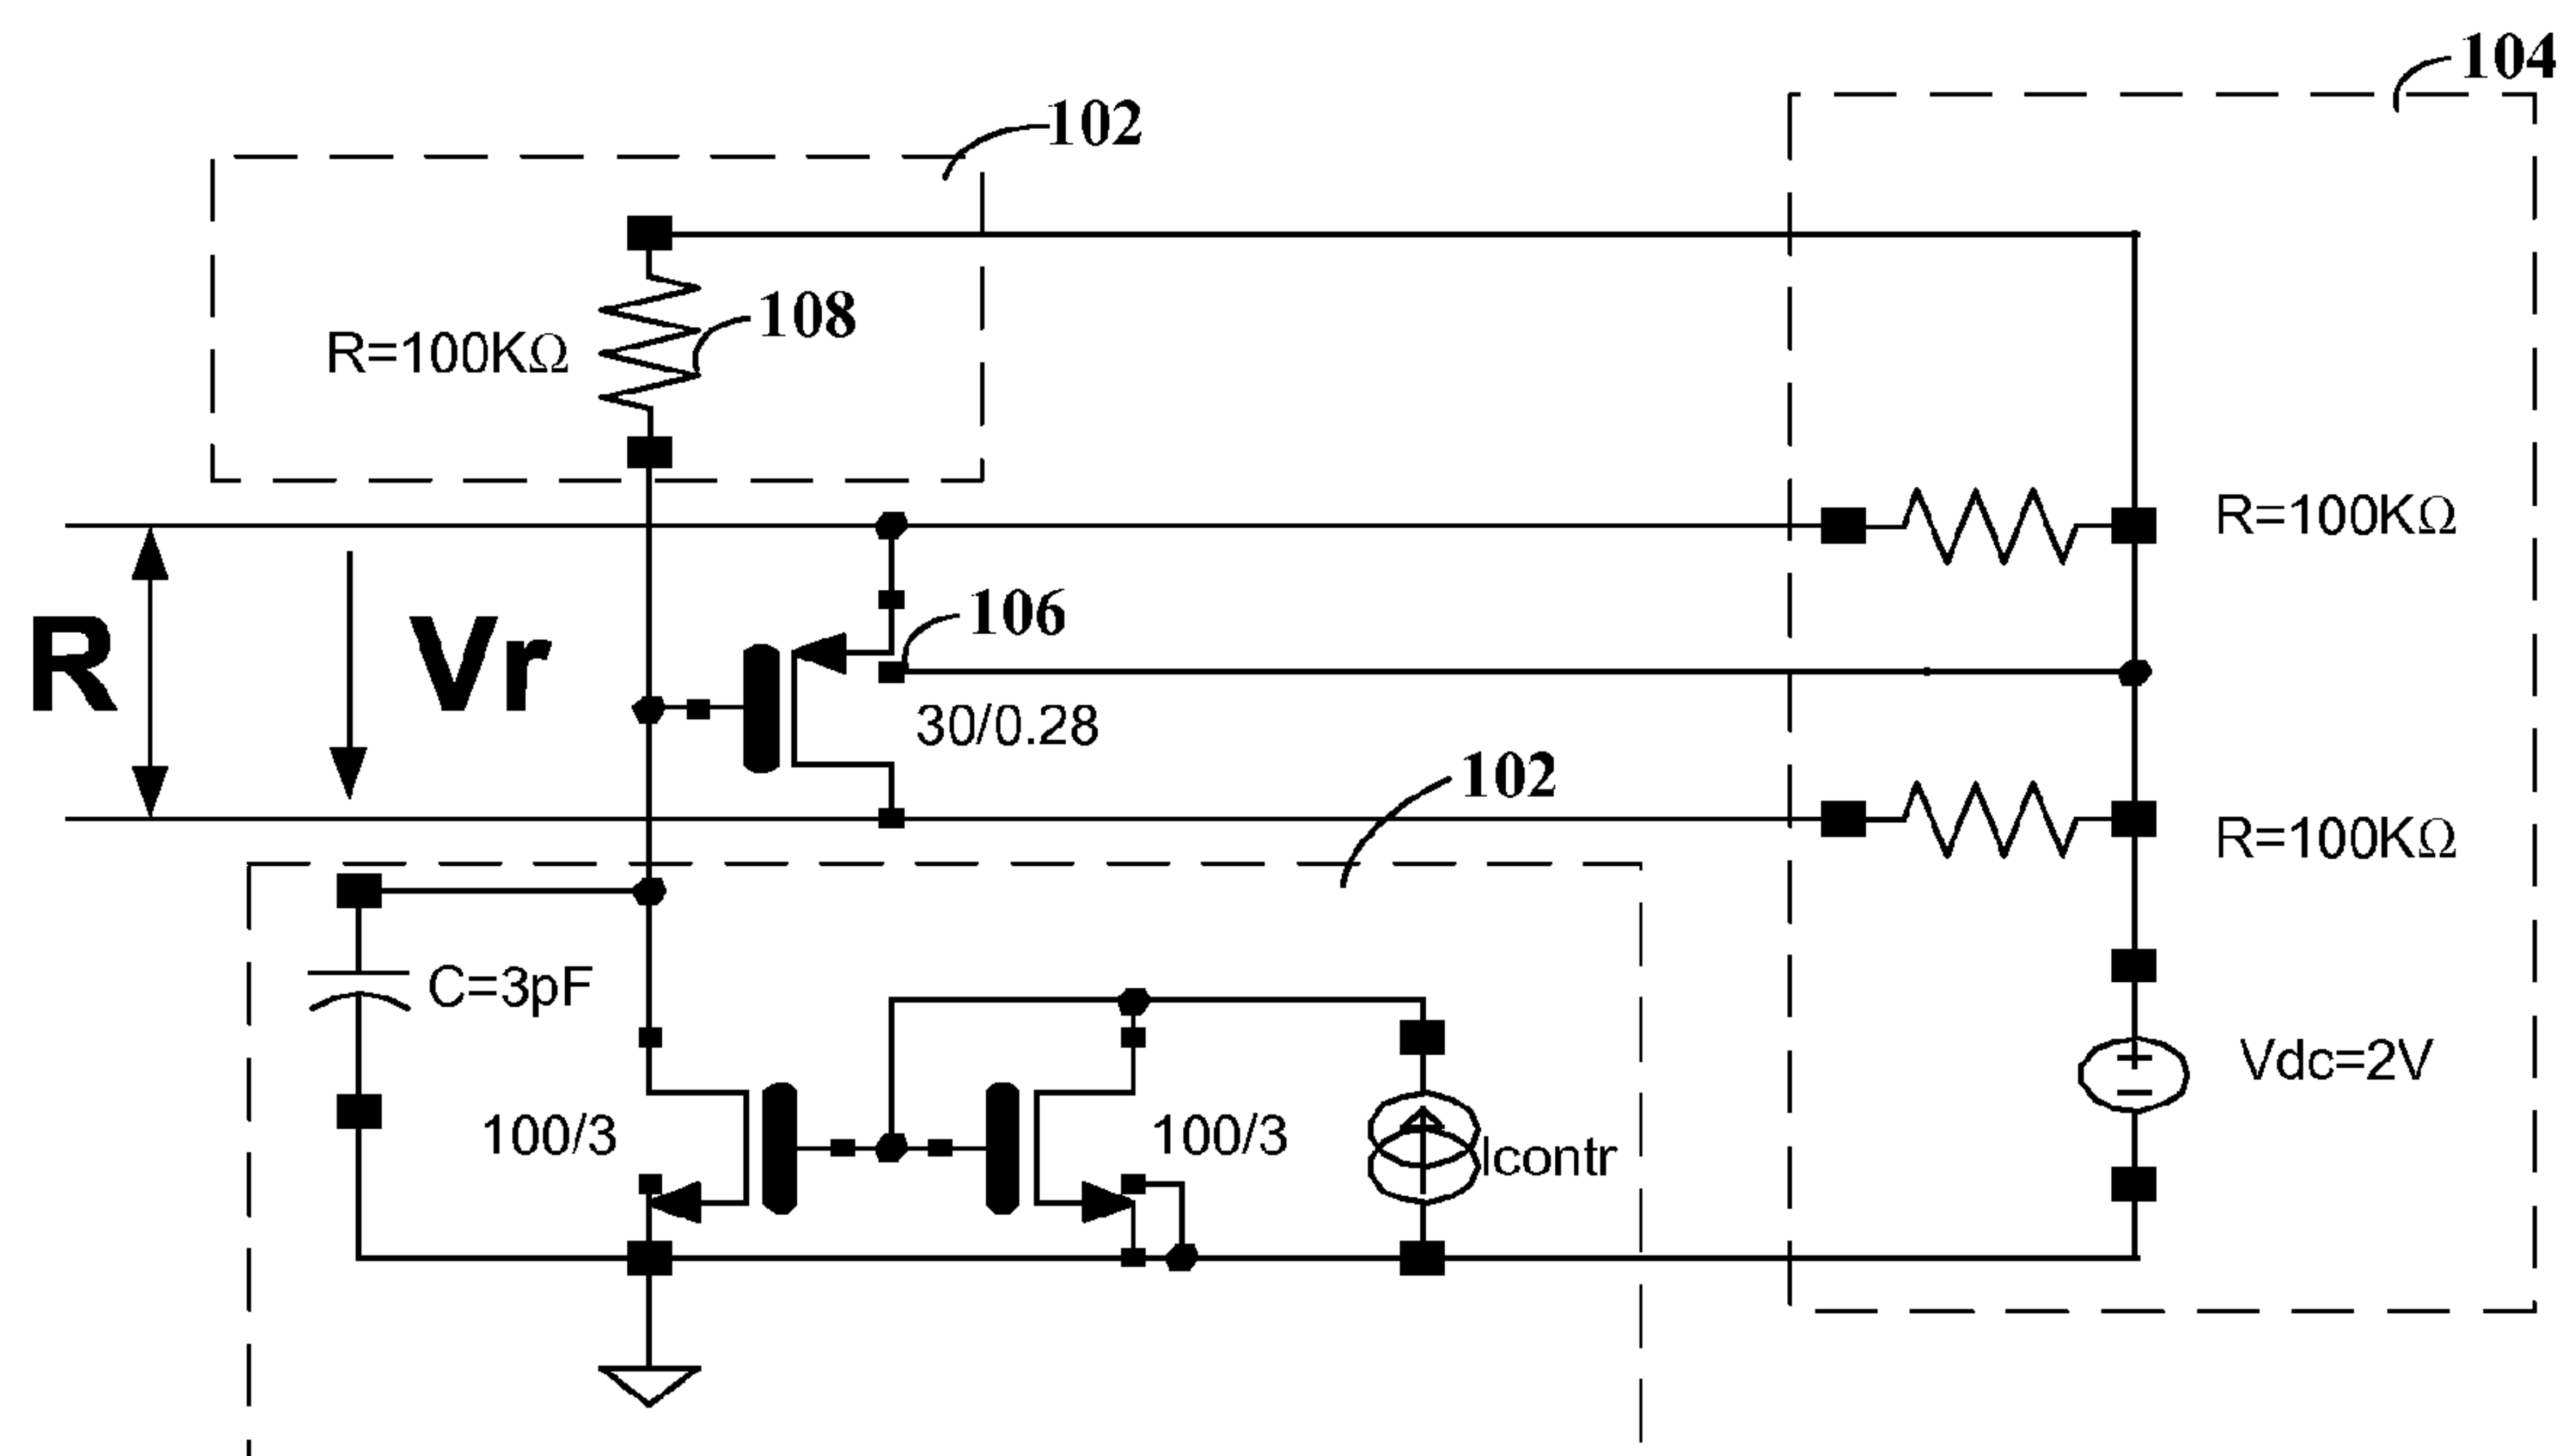 104
102
108
R=100KΩ
R=100KΩ
106
R
Vr
30/0.28
102
R=100KΩ
C=3pF
Vdc=2V
100/3
100/3
Icontr